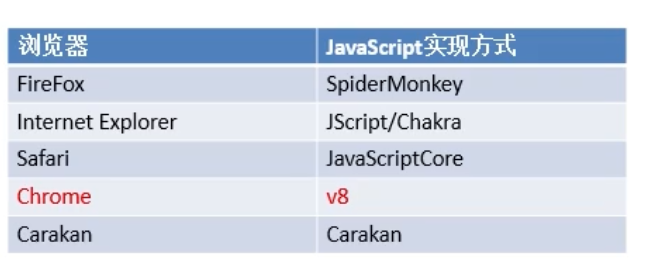 浏览器 JavaScript实现方式
FireFox SpiderMonkey
Internet Explorer JScript/Chakra
Safari JavaScriptCore
Chrome v8
Carakan Carakan